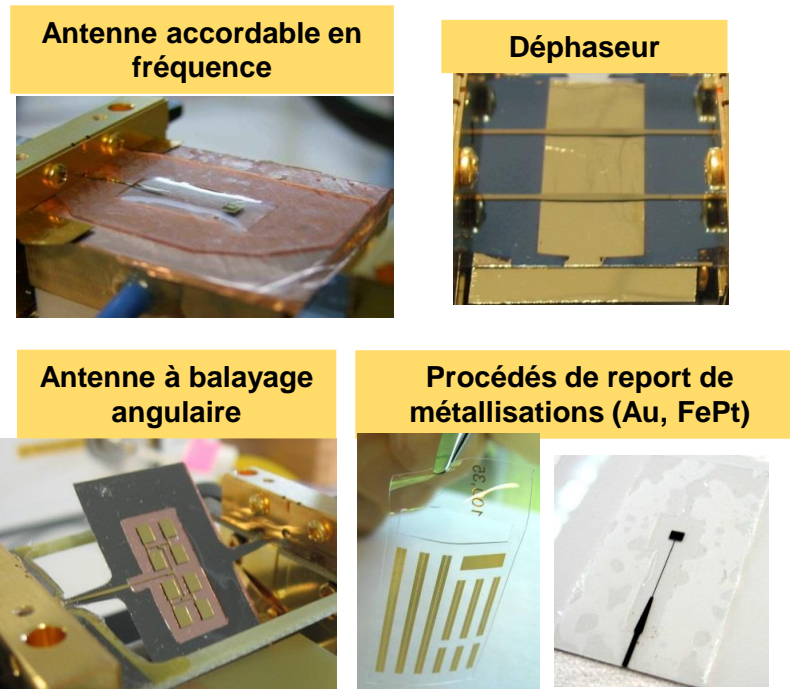 Antenne accordable en
fréquence
Déphaseur
Antenne à balayage
angulaire
Procédés de report de
métallisations (Au, FePt)